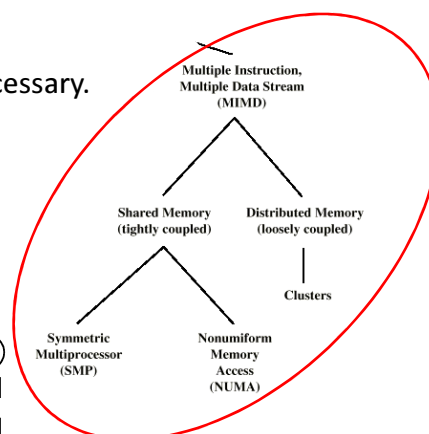 cessary.
Multiple Instruction,
Multiple Data Stream
(MIMD)
Shared Memory
(tightly coupled)
Distributed Memory
(loosely coupled)
Clusters
Symmetric
Multiprocessor
(SMP)
Nonuniform
Memory
Access
(NUMA)